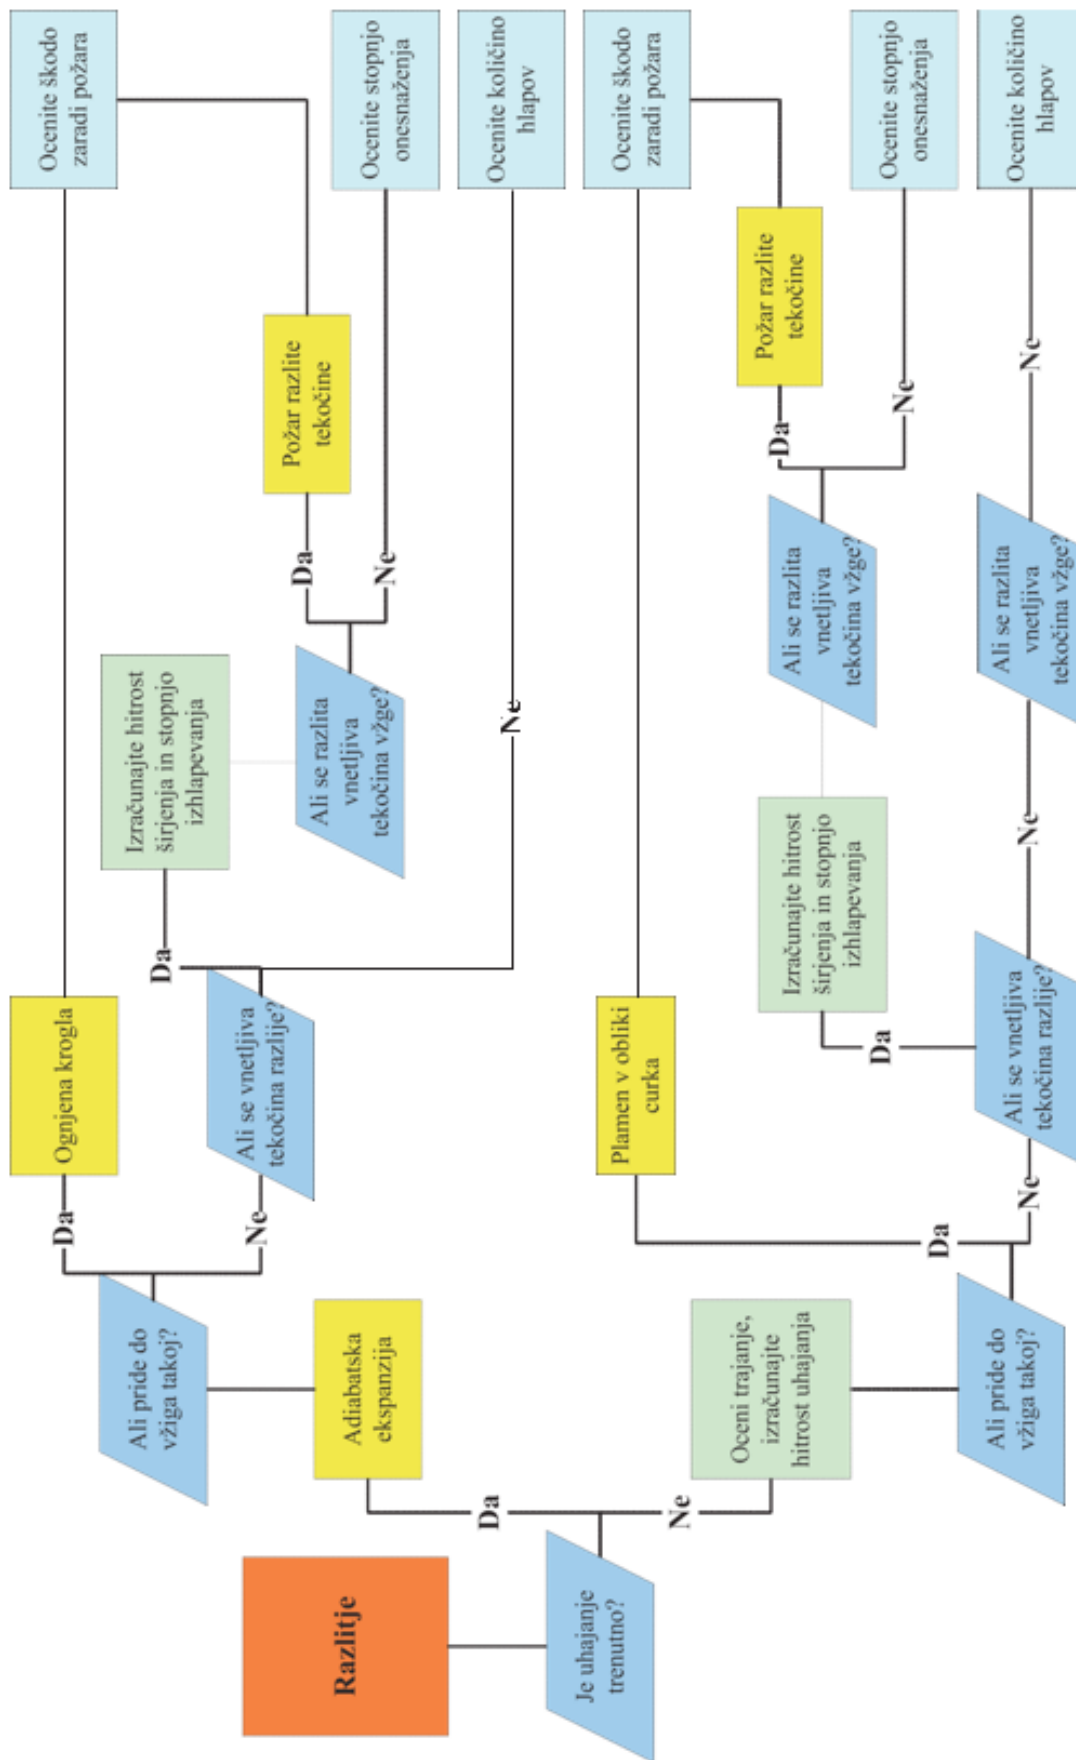 Razlitje
Je uhajanje
trenutno?
Da
Ne
Adiabatska
ekspanzija
Ali pride do
vžiga takoj?
Da
Ne
Ognjena krogla
Ali se vnetljiva
tekočina razlije?
Da
Ne
Izračunajte hitrost
širjenja in stopnjo
izhlapevanja
Ali se razlita
vnetljiva
tekočina vžge?
Da
Ne
Požar razlite
tekočine
Ocenite škodo
zaradi požara
Ocenite stopnjo
onesnaženja
Ocenite količino
hlapov
Oceni trajanje,
izračunajte
hitrost uhajanja
Ali pride do
vžiga takoj?
Da
Ne
Plamen v obliki
curka
Ali se vnetljiva
tekočina razlije?
Da
Ne
Izračunajte hitrost
širjenja in stopnjo
izhlapevanja
Ali se razlita
vnetljiva
tekočina vžge?
Da
Ne
Požar razlite
tekočine
Ali se razlita
vnetljiva
tekočina vžge?
Ne
Ocenite škodo
zaradi požara
Ocenite stopnjo
onesnaženja
Ocenite količino
hlapov